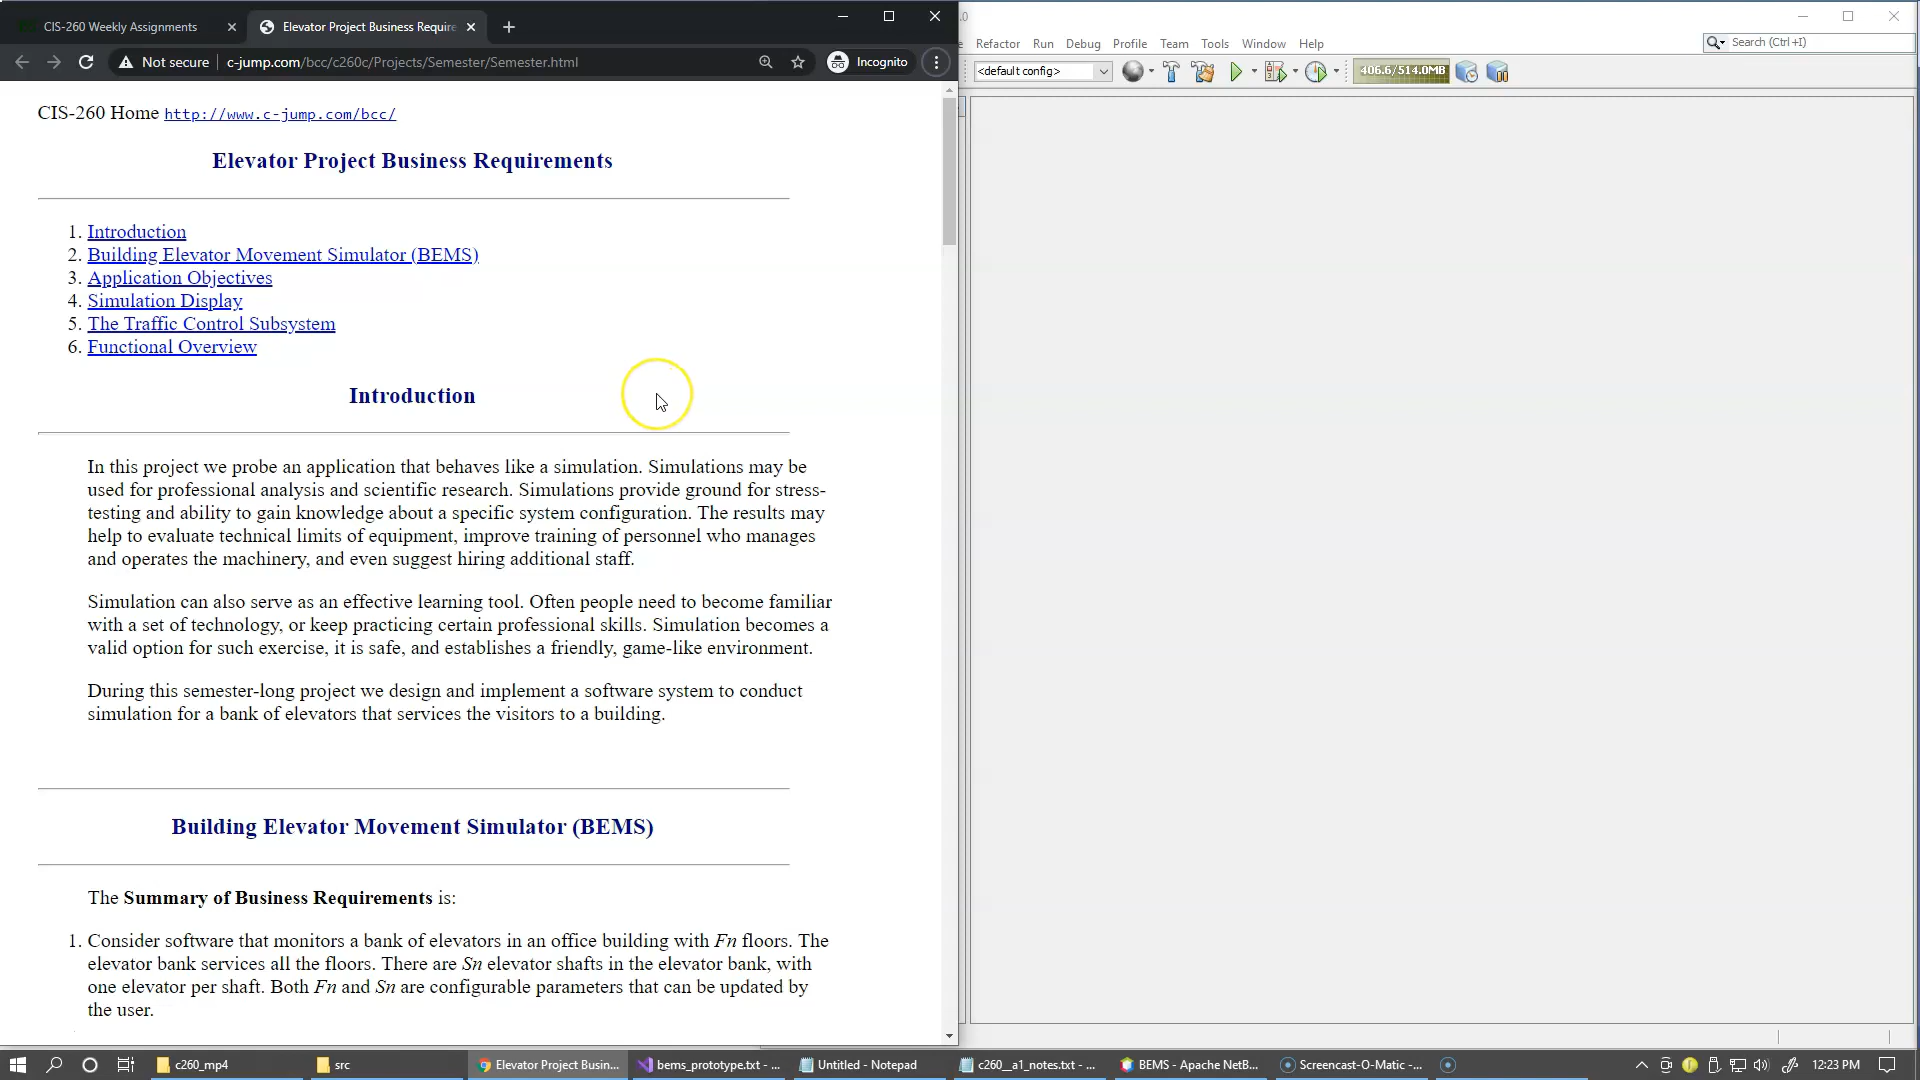 CIS-260 Weekly Assignments
Elevator Project Business Require
Not secure
c-jump.com/bcc/c260c/Projects/Semester/Semester.html
Incognito
Refactor Run Debug Profile Team Tools Window Help
Search (Ctrl+I)
<default config>
406.6/514.0MB
CIS-260 Home http://www.c-jump.com/bcc/
Elevator Project Business Requirements
1. Introduction
2. Building Elevator Movement Simulator (BEMS)
3. Application Objectives
4. Simulation Display
5. The Traffic Control Subsystem
6. Functional Overview
Introduction
In this project we probe an application that behaves like a simulation. Simulations may be
used for professional analysis and scientific research. Simulations provide ground for stress-
testing and ability to gain knowledge about a specific system configuration. The results may
help to evaluate technical limits of equipment, improve training of personnel who manages
and operates the machinery, and even suggest hiring additional staff.
Simulation can also serve as an effective learning tool. Often people need to become familiar
with a set of technology, or keep practicing certain professional skills. Simulation becomes a
valid option for such exercise, it is safe, and establishes a friendly, game-like environment.
During this semester-long project we design and implement a software system to conduct
simulation for a bank of elevators that services the visitors to a building.
Building Elevator Movement Simulator (BEMS)
The Summary of Business Requirements is:
1. Consider software that monitors a bank of elevators in an office building with Fn floors. The
elevator bank services all the floors. There are Sn elevator shafts in the elevator bank, with
one elevator per shaft. Both Fn and Sn are configurable parameters that can be updated by
the user.
c260_mp4
src
Elevator Project Busin...
bems_prototype.txt - ...
Untitled - Notepad
c260__a1_notes.txt - ...
BEMS - Apache NetB...
Screencast-O-Matic -...
12:23 PM